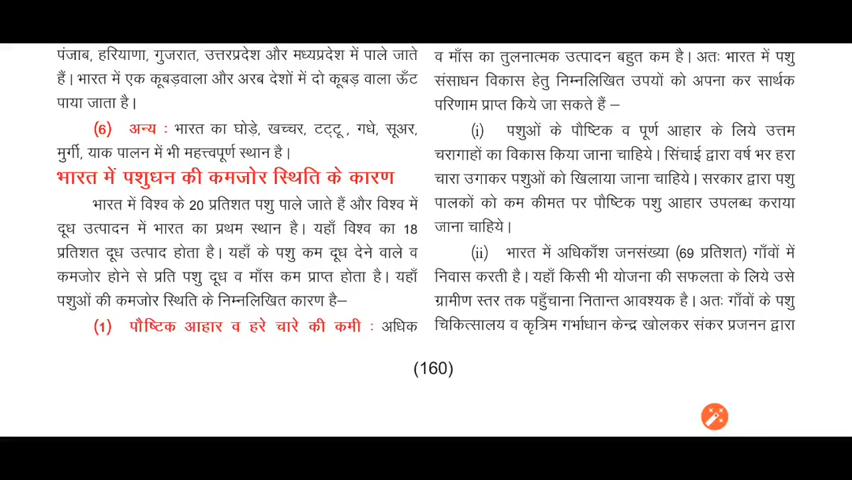 पंजाब, हरियाणा, गुजरात, उत्तरप्रदेश और मध्यप्रदेश में पाले जाते
हैं। भारत में एक कूबड़वाला और अरब देशों में दो कूबड़ वाला ऊँट
पाया जाता है।
(6) अन्य : भारत का घोड़े, खच्चर, टट्टू, गधे, सूअर,
मुर्गी, याक पालन में भी महत्त्वपूर्ण स्थान है।
भारत में पशुधन की कमजोर स्थिति के कारण
भारत में विश्व के 20 प्रतिशत पशु पाले जाते हैं और विश्व में
दूध उत्पादन में भारत का प्रथम स्थान है। यहाँ विश्व का 18
प्रतिशत दूध उत्पाद होता है। यहाँ के पशु कम दूध देने वाले व
कमजोर होने से प्रति पशु दूध व माँस कम प्राप्त होता है। यहाँ
पशुओं की कमजोर स्थिति के निम्नलिखित कारण है–
(1) पौष्टिक आहार व हरे चारे की कमी : अधिक
व माँस का तुलनात्मक उत्पादन बहुत कम है। अतः भारत में पशु
संसाधन विकास हेतु निम्नलिखित उपयों को अपना कर सार्थक
परिणाम प्राप्त किये जा सकते हैं –
(i) पशुओं के पौष्टिक व पूर्ण आहार के लिये उत्तम
चरागाहों का विकास किया जाना चाहिये। सिंचाई द्वारा वर्ष भर हरा
चारा उगाकर पशुओं को खिलाया जाना चाहिये। सरकार द्वारा पशु
पालकों को कम कीमत पर पौष्टिक पशु आहार उपलब्ध कराया
जाना चाहिये।
(ii) भारत में अधिकाँश जनसंख्या (69 प्रतिशत) गाँवों में
निवास करती है। यहाँ किसी भी योजना की सफलता के लिये उसे
ग्रामीण स्तर तक पहुँचाना नितान्त आवश्यक है। अतः गाँवों के पशु
चिकित्सालय व कृत्रिम गर्भाधान केन्द्र खोलकर संकर प्रजनन द्वारा
(160)